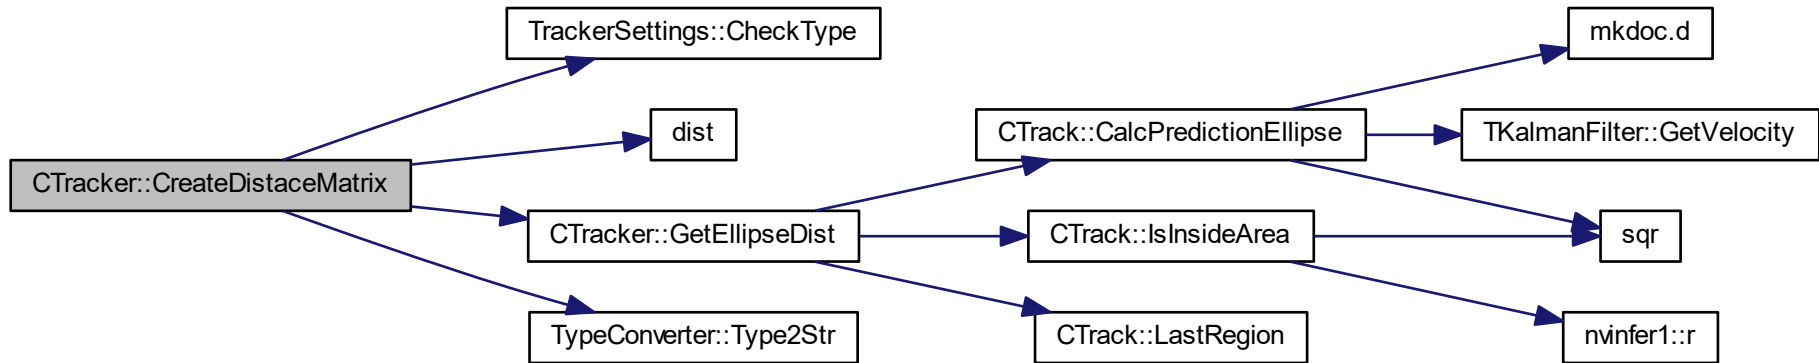 CTracker::CreateDistaceMatrix
TrackerSettings::CheckType
dist
CTracker::GetEllipseDist
TypeConverter::Type2Str
CTrack::CalcPredictionEllipse
CTrack::IsInsideArea
CTrack::LastRegion
mkdoc.d
TKalmanFilter::GetVelocity
sqr
nvinfer1::r